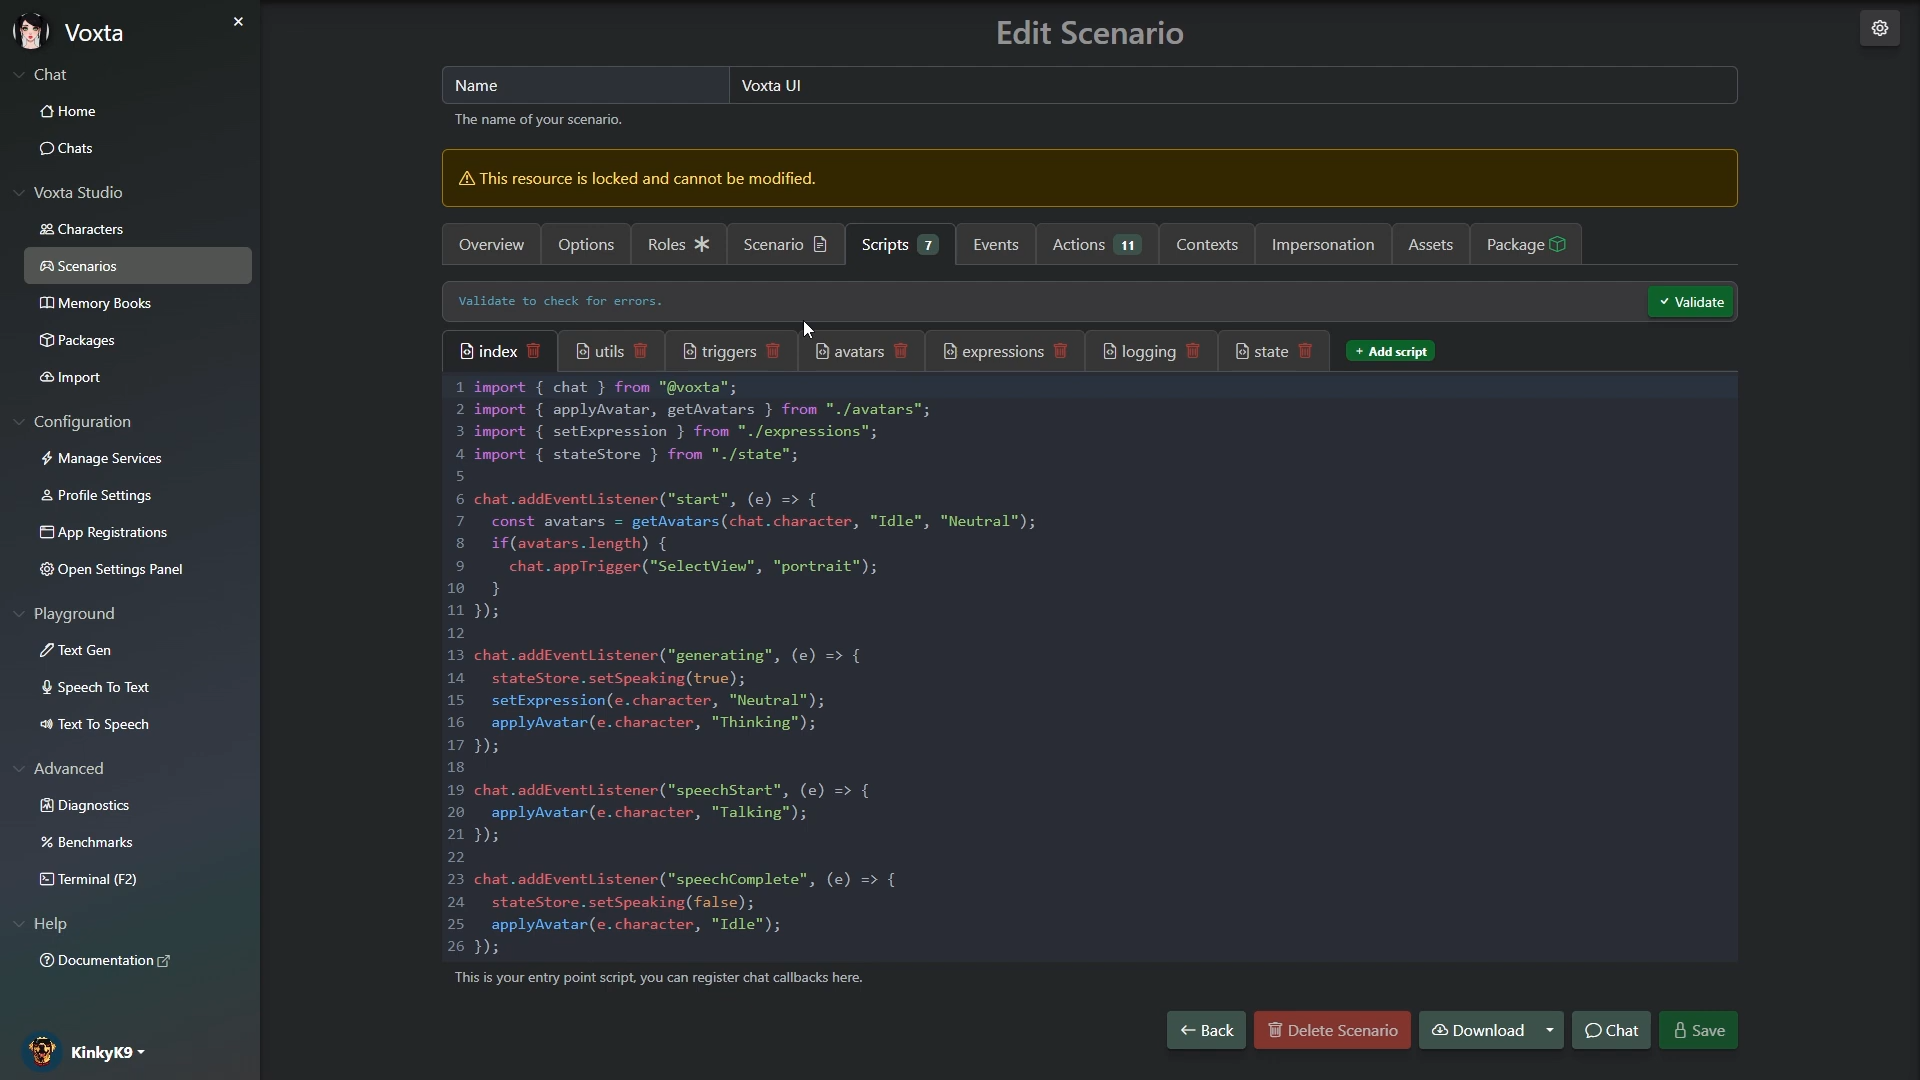 Voxta
Chat
Home
Chats
Voxta Studio
Characters
Scenarios
Memory Books
Packages
Import
Configuration
Manage Services
Profile Settings
App Registrations
Open Settings Panel
Playground
Text Gen
Speech To Text
Text To Speech
Advanced
Diagnostics
Benchmarks
Terminal (F2)
Help
Documentation
KinkyK9
Edit Scenario
Name Voxta UI
The name of your scenario.
This resource is locked and cannot be modified.
Overview Options Roles Scenario Scripts 7 Events Actions 11 Contexts Impersonation Assets Package
Validate to check for errors. Validate
index utils triggers avatars expressions logging state + Add script
1 import { chat } from "@voxta";
2 import { applyAvatar, getAvatars } from "./avatars";
3 import { setExpression } from "./expressions";
4 import { stateStore } from "./state";
5
6 chat.addEventListener("start", (e) => {
7 const avatars = getAvatars(chat.character, "Idle", "Neutral");
8 if(avatars.length) {
9 chat.appTrigger("SelectView", "portrait");
10 }
11 });
12
13 chat.addEventListener("generating", (e) => {
14 stateStore.setSpeaking(true);
15 setExpression(e.character, "Neutral");
16 applyAvatar(e.character, "Thinking");
17 });
18
19 chat.addEventListener("speechStart", (e) => {
20 applyAvatar(e.character, "Talking");
21 });
22
23 chat.addEventListener("speechComplete", (e) => {
24 stateStore.setSpeaking(false);
25 applyAvatar(e.character, "Idle");
26 });
This is your entry point script, you can register chat callbacks here.
Back Delete Scenario Download Chat Save